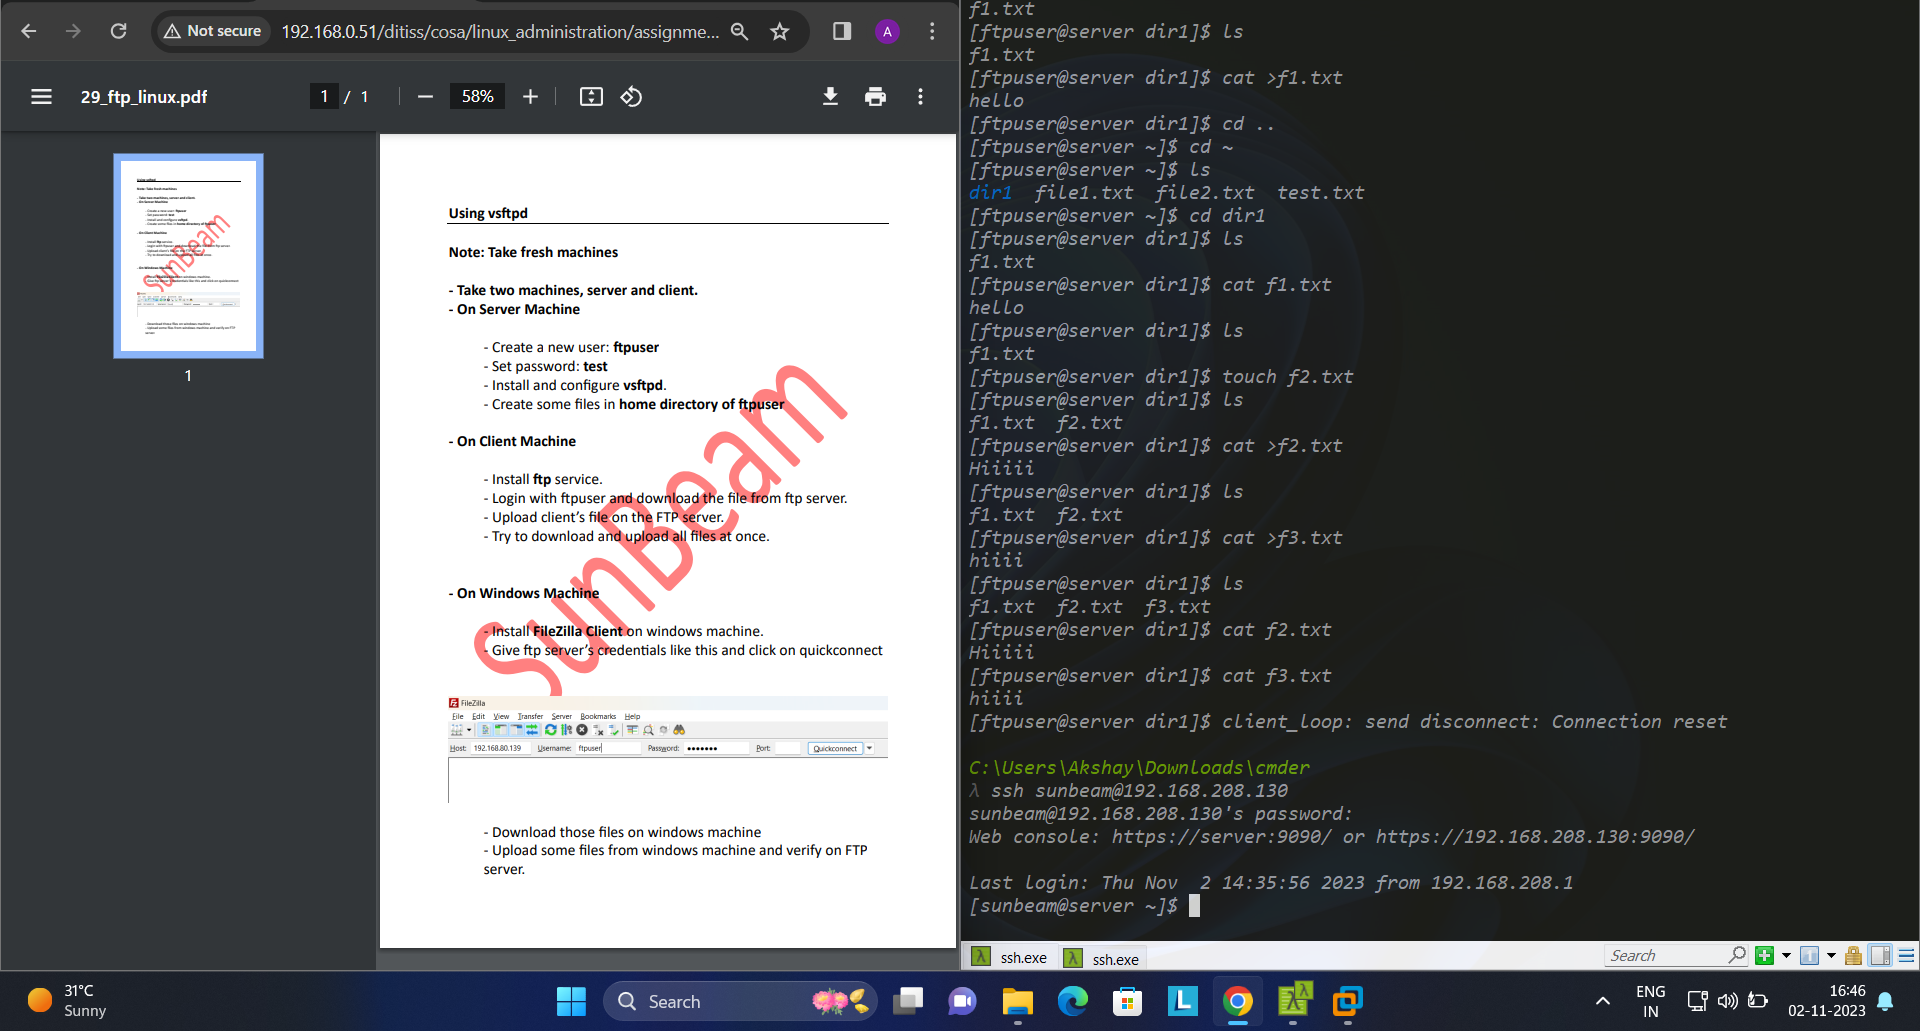 Not secure
192.168.0.51/ditiss/cosa/linux_administration/assignme...
A
29_ftp_linux.pdf
1 / 1
58%
1
Using vsftpd
Note: Take fresh machines
- Take two machines, server and client.
- On Server Machine
- Create a new user: ftpuser
- Set password: test
- Install and configure vsftpd.
- Create some files in home directory of ftpuser
- On Client Machine
- Install ftp service.
- Login with ftpuser and download the file from ftp server.
- Upload client’s file on the FTP server.
- Try to download and upload all files at once.
- On Windows Machine
- Install FileZilla Client on windows machine.
- Give ftp server’s credentials like this and click on quickconnect
SunBeam
FileZilla
File Edit View Transfer Server Bookmarks Help
Host: 192.168.80.139 Username: ftpuser Password: ●●●●●●● Port: Quickconnect
- Download those files on windows machine
- Upload some files from windows machine and verify on FTP
server.
f1.txt
[ftpuser@server dir1]$ ls
f1.txt
[ftpuser@server dir1]$ cat >f1.txt
hello
[ftpuser@server dir1]$ cd ..
[ftpuser@server ~]$ cd ~
[ftpuser@server ~]$ ls
dir1  file1.txt  file2.txt  test.txt
[ftpuser@server ~]$ cd dir1
[ftpuser@server dir1]$ ls
f1.txt
[ftpuser@server dir1]$ cat f1.txt
hello
[ftpuser@server dir1]$ ls
f1.txt
[ftpuser@server dir1]$ touch f2.txt
[ftpuser@server dir1]$ ls
f1.txt  f2.txt
[ftpuser@server dir1]$ cat >f2.txt
Hiiiii
[ftpuser@server dir1]$ ls
f1.txt  f2.txt
[ftpuser@server dir1]$ cat >f3.txt
hiiii
[ftpuser@server dir1]$ ls
f1.txt  f2.txt  f3.txt
[ftpuser@server dir1]$ cat f2.txt
Hiiiii
[ftpuser@server dir1]$ cat f3.txt
hiiii
[ftpuser@server dir1]$ client_loop: send disconnect: Connection reset
C:\Users\Akshay\Downloads\cmder
λ ssh sunbeam@192.168.208.130
sunbeam@192.168.208.130's password:
Web console: https://server:9090/ or https://192.168.208.130:9090/
Last login: Thu Nov  2 14:35:56 2023 from 192.168.208.1
[sunbeam@server ~]$
λ ssh.exe λ ssh.exe
Search
31°C
Sunny
Search
L
λ λ
ENG
IN
16:46
02-11-2023